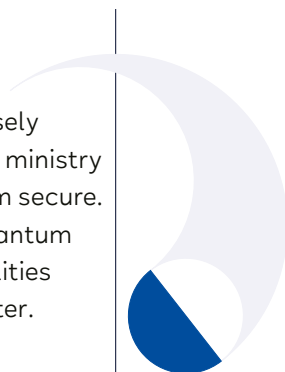 sely
ministry
m secure.
antum
ities
ter.